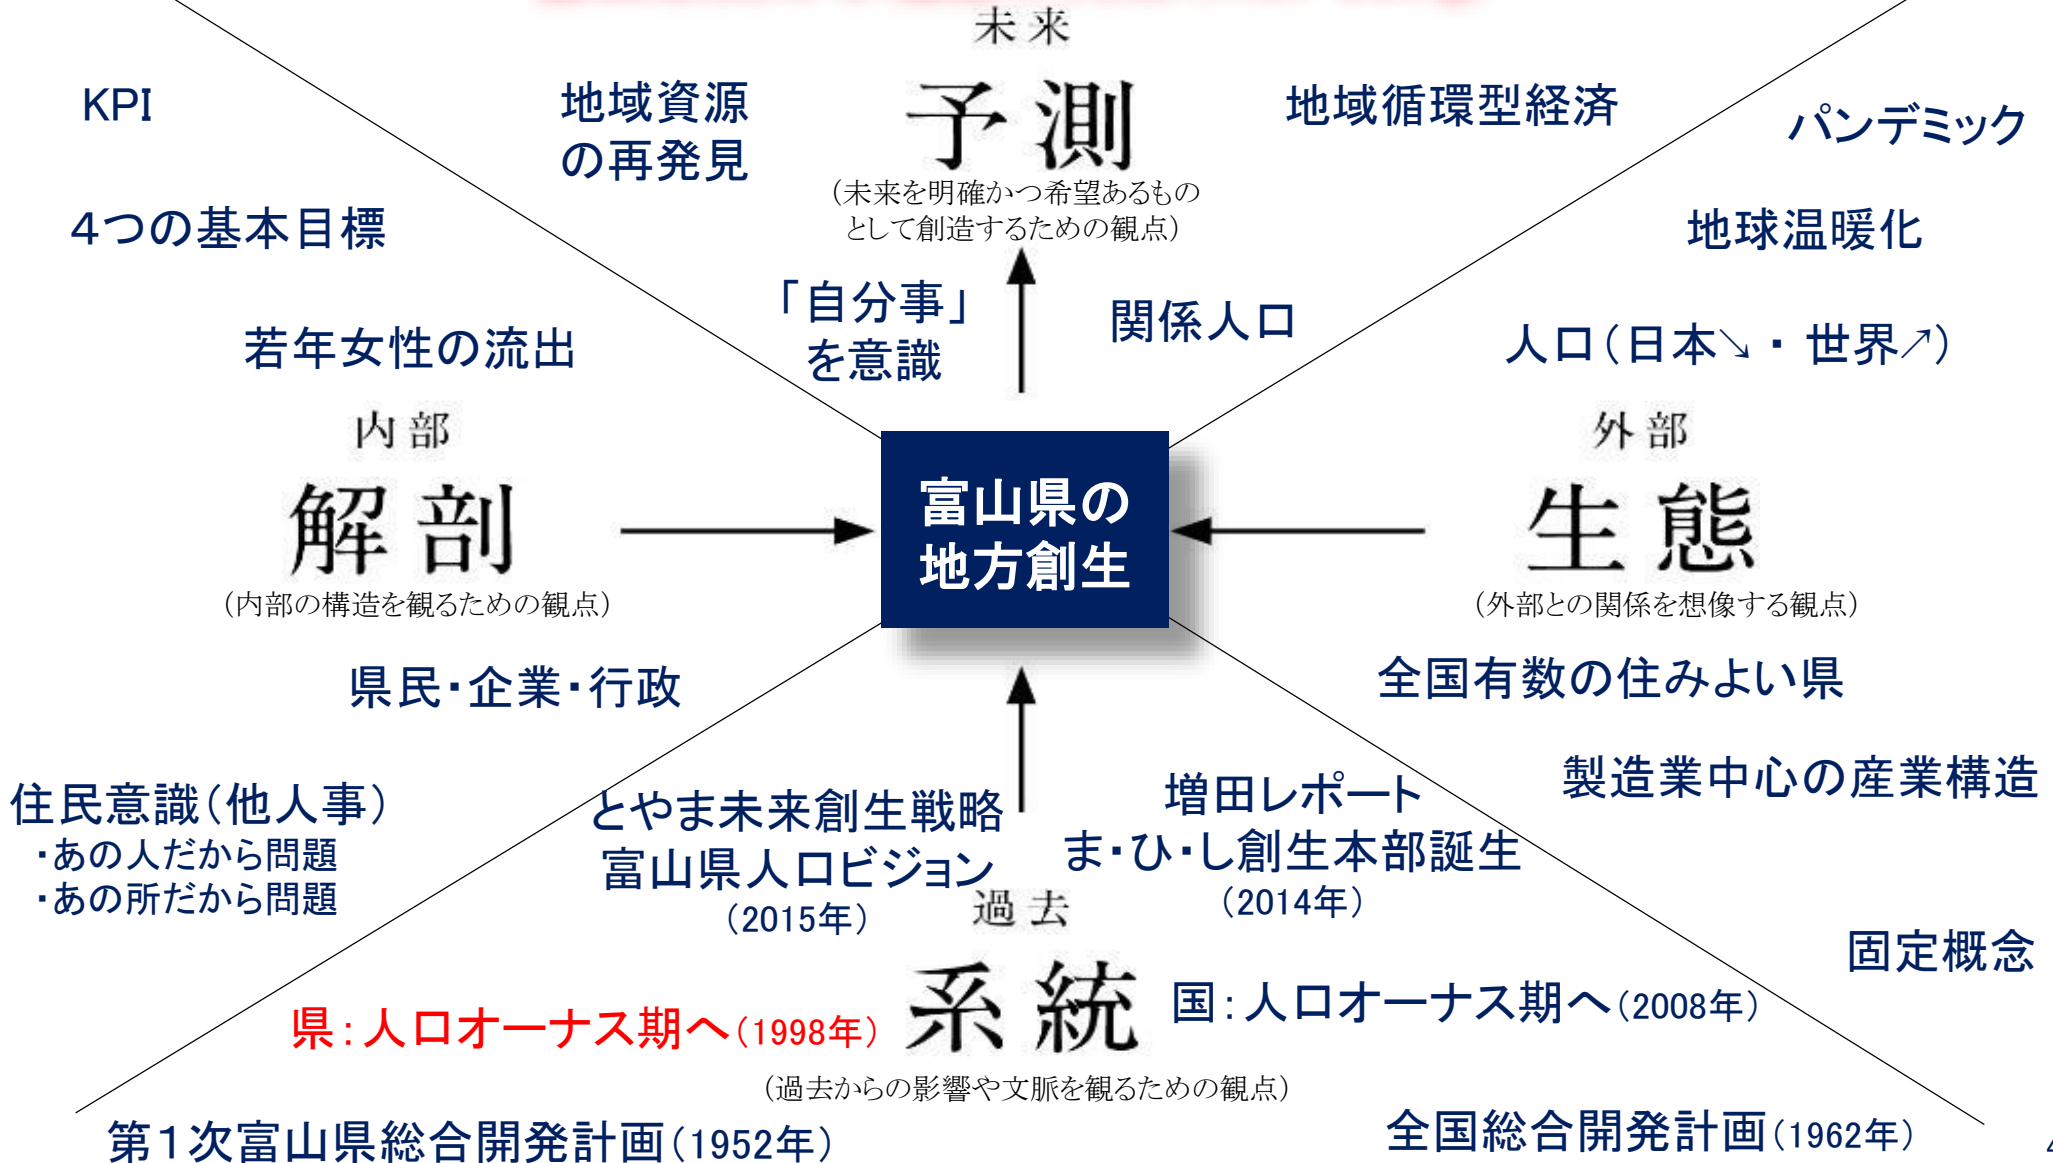 未来
予測
(未来を明確かつ希望あるもの
として創造するための観点)
KPI
4つの基本目標
若年女性の流出
地域資源
の再発見
「自分事」
を意識
関係人口
地域循環型経済
パンデミック
地球温暖化
人口(日本↘・世界↗)
内部
解剖
(内部の構造を観るための観点)
富山県の
地方創生
外部
生態
(外部との関係を想像する観点)
県民・企業・行政
住民意識(他人事)
・あの人だから問題
・あの所だから問題
全国有数の住みよい県
製造業中心の産業構造
固定概念
とやま未来創生戦略
富山県人口ビジョン
(2015年)
増田レポート
ま・ひ・し創生本部誕生
(2014年)
過去
系統
(過去からの影響や文脈を観るための観点)
県:人口オーナス期へ(1998年)
国:人口オーナス期へ(2008年)
第1次富山県総合開発計画(1952年)
全国総合開発計画(1962年)